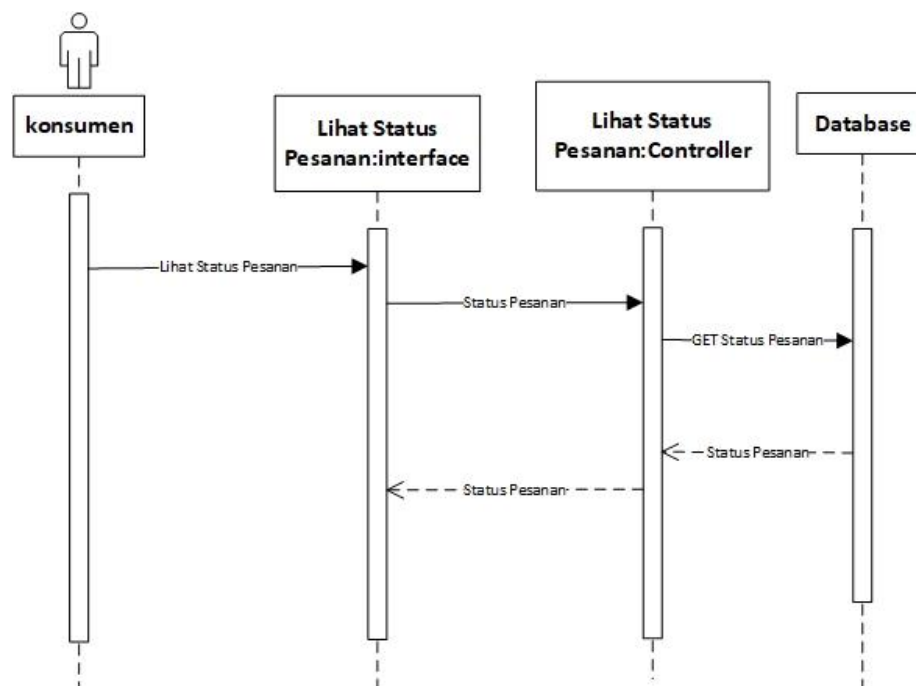 konsumen
Lihat Status
Pesanan:interface
Lihat Status
Pesanan:Controller
Database
Lihat Status Pesanan
Status Pesanan
GET Status Pesanan
Status Pesanan
Status Pesanan